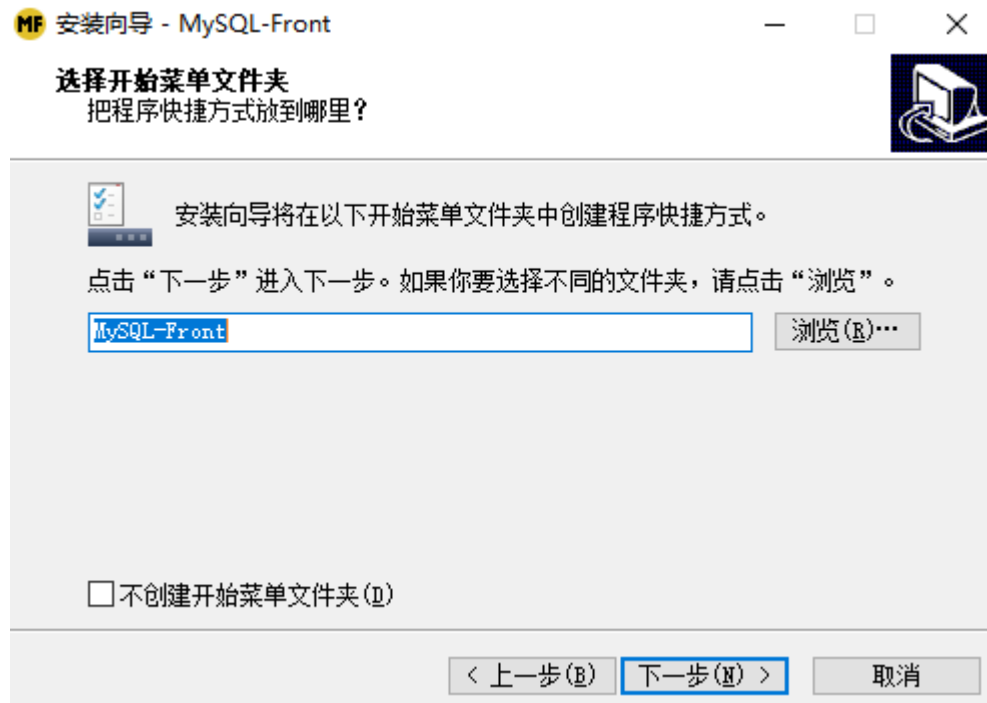 MF 安装向导 - MySQL-Front
选择开始菜单文件夹
把程序快捷方式放到哪里？
安装向导将在以下开始菜单文件夹中创建程序快捷方式。
点击“下一步”进入下一步。如果你要选择不同的文件夹，请点击“浏览”。
MySQL-Front 浏览(R)…
不创建开始菜单文件夹(D)
< 上一步(B) 下一步(N) > 取消